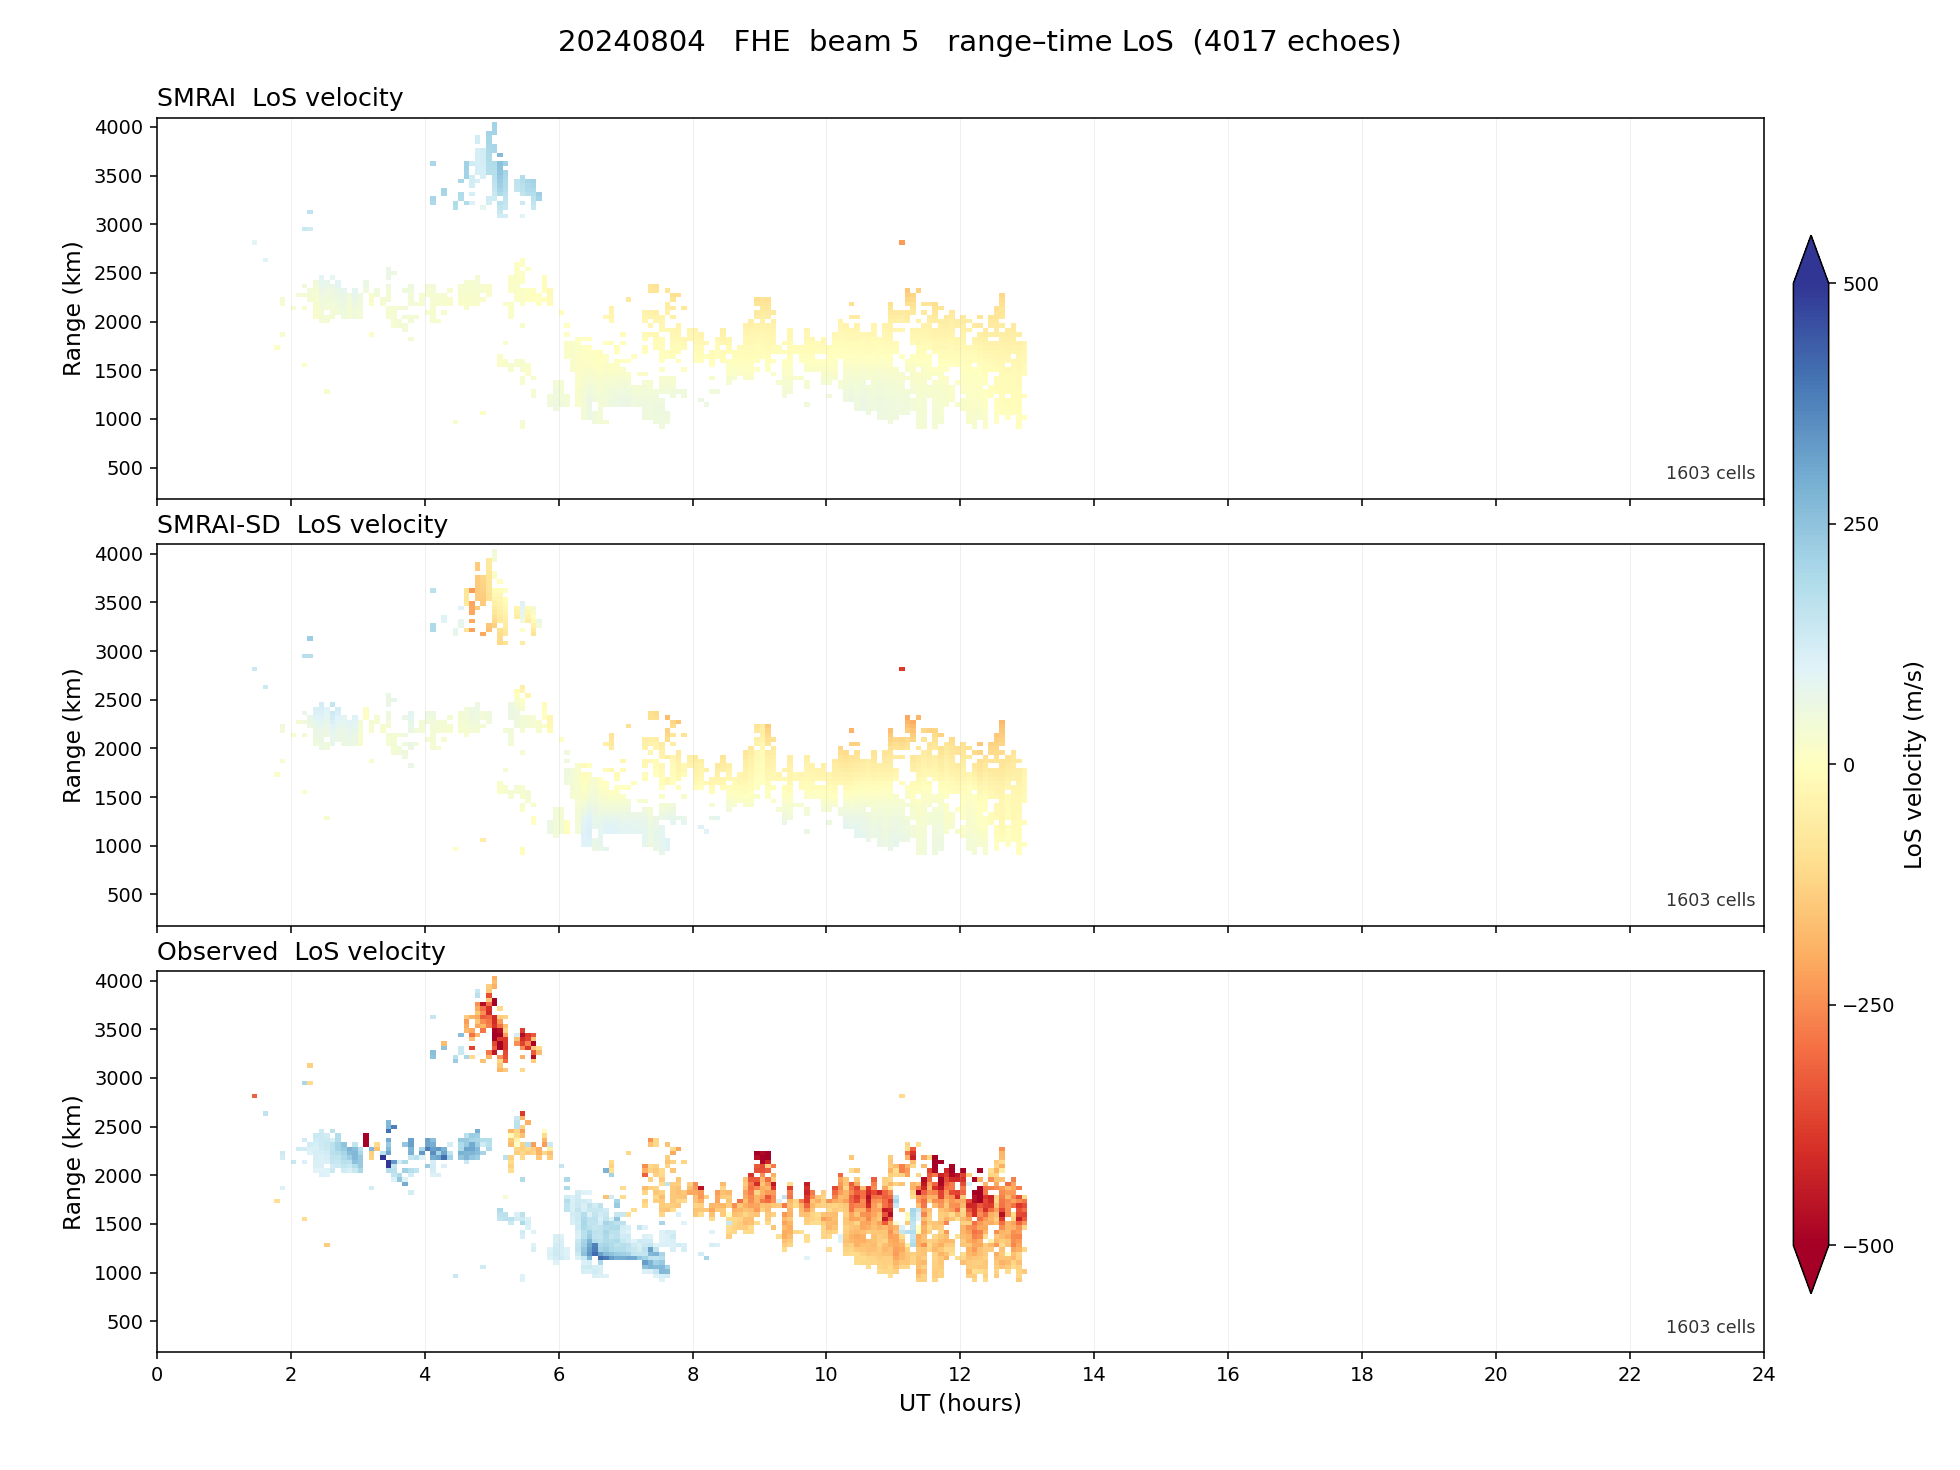 20240804   FHE  beam 5   range–time LoS  (4017 echoes)
SMRAI  LoS velocity
4000
3500
3000
2500
2000
1500
1000
500
Range (km)
1603 cells
SMRAI-SD  LoS velocity
4000
3500
3000
2500
2000
1500
1000
500
Range (km)
1603 cells
Observed  LoS velocity
4000
3500
3000
2500
2000
1500
1000
500
Range (km)
1603 cells
0 2 4 6 8 10 12 14 16 18 20 22 24
UT (hours)
500
250
0
−250
−500
LoS velocity (m/s)